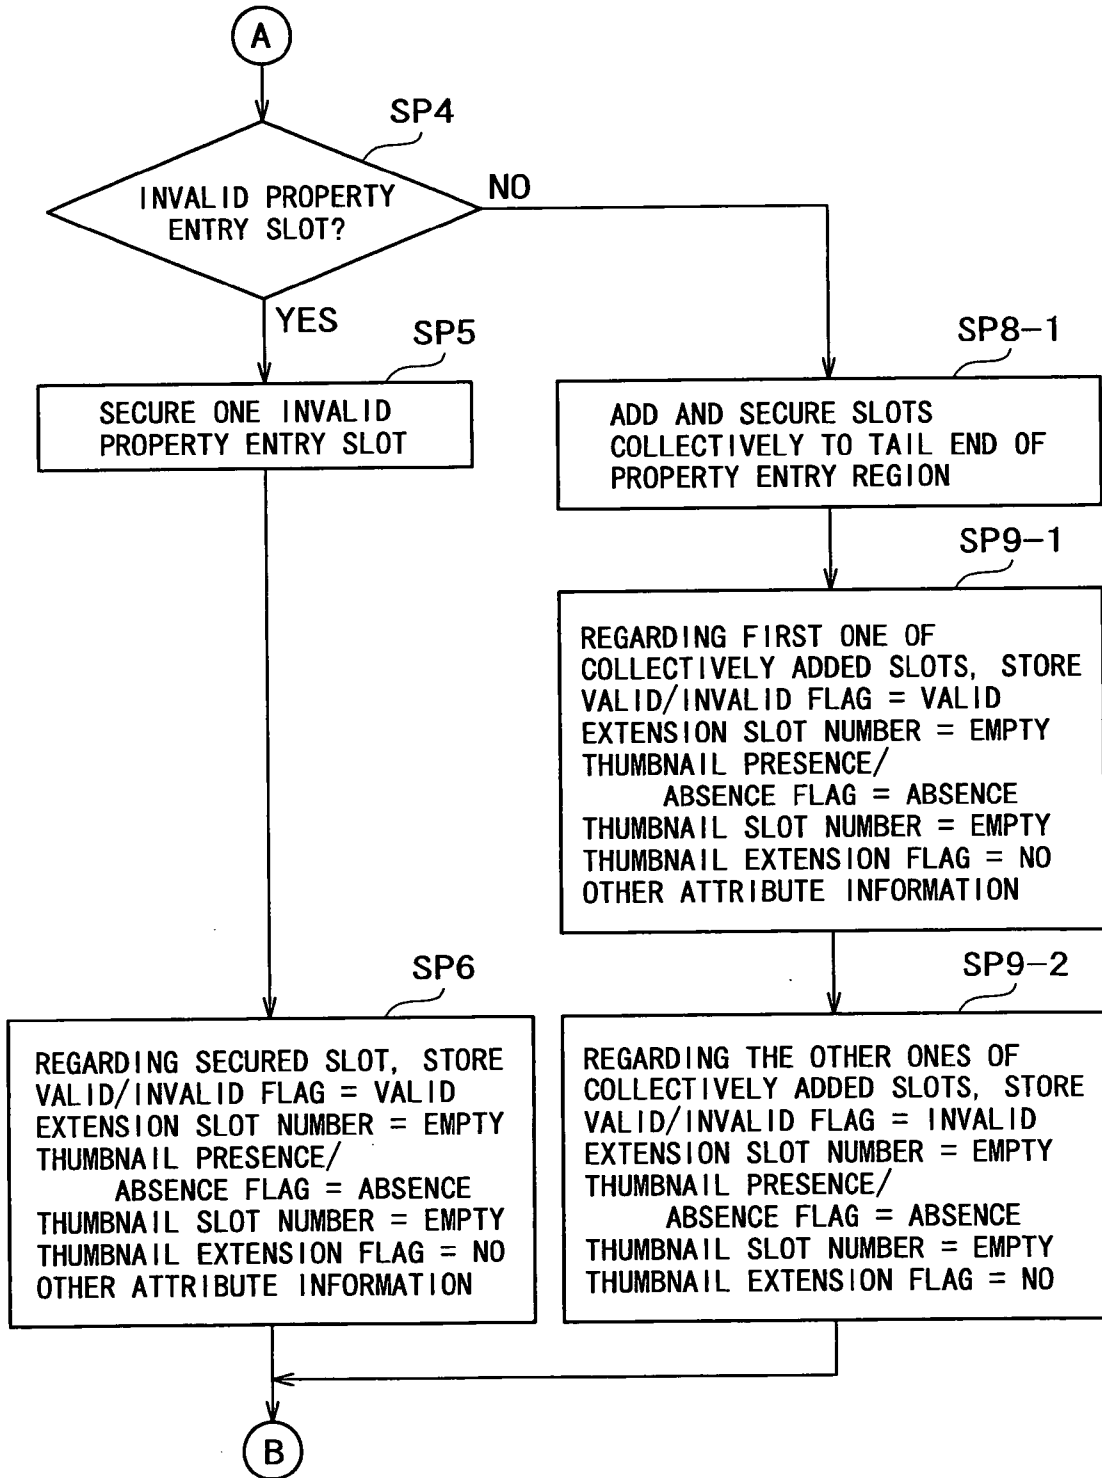 A
SP4
INVALID PROPERTY
ENTRY SLOT?
NO
YES
SP5
SECURE ONE INVALID
PROPERTY ENTRY SLOT
SP8-1
ADD AND SECURE SLOTS
COLLECTIVELY TO TAIL END OF
PROPERTY ENTRY REGION
SP9-1
REGARDING FIRST ONE OF
COLLECTIVELY ADDED SLOTS, STORE
VALID/INVALID FLAG = VALID
EXTENSION SLOT NUMBER = EMPTY
THUMBNAIL PRESENCE/
ABSENCE FLAG = ABSENCE
THUMBNAIL SLOT NUMBER = EMPTY
THUMBNAIL EXTENSION FLAG = NO
OTHER ATTRIBUTE INFORMATION
SP6
REGARDING SECURED SLOT, STORE
VALID/INVALID FLAG = VALID
EXTENSION SLOT NUMBER = EMPTY
THUMBNAIL PRESENCE/
ABSENCE FLAG = ABSENCE
THUMBNAIL SLOT NUMBER = EMPTY
THUMBNAIL EXTENSION FLAG = NO
OTHER ATTRIBUTE INFORMATION
SP9-2
REGARDING THE OTHER ONES OF
COLLECTIVELY ADDED SLOTS, STORE
VALID/INVALID FLAG = INVALID
EXTENSION SLOT NUMBER = EMPTY
THUMBNAIL PRESENCE/
ABSENCE FLAG = ABSENCE
THUMBNAIL SLOT NUMBER = EMPTY
THUMBNAIL EXTENSION FLAG = NO
B